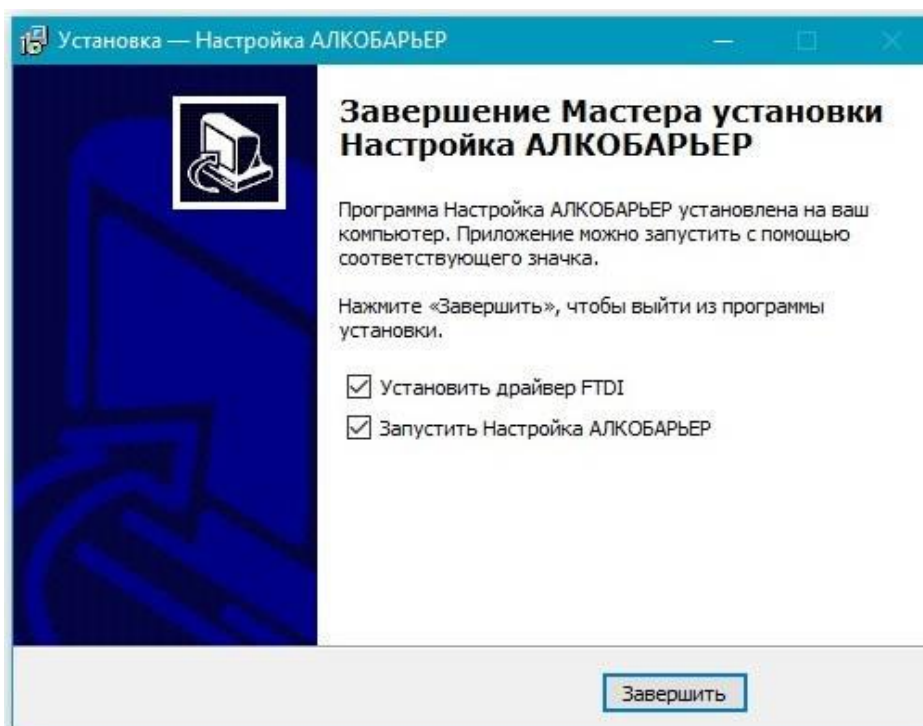 Установка — Настройка АЛКОБАРЬЕР
Завершение Мастера установки
Настройка АЛКОБАРЬЕР
Программа Настройка АЛКОБАРЬЕР установлена на ваш
компьютер. Приложение можно запустить с помощью
соответствующего значка.
Нажмите «Завершить», чтобы выйти из программы
установки.
Установить драйвер FTDI
Запустить Настройка АЛКОБАРЬЕР
Завершить